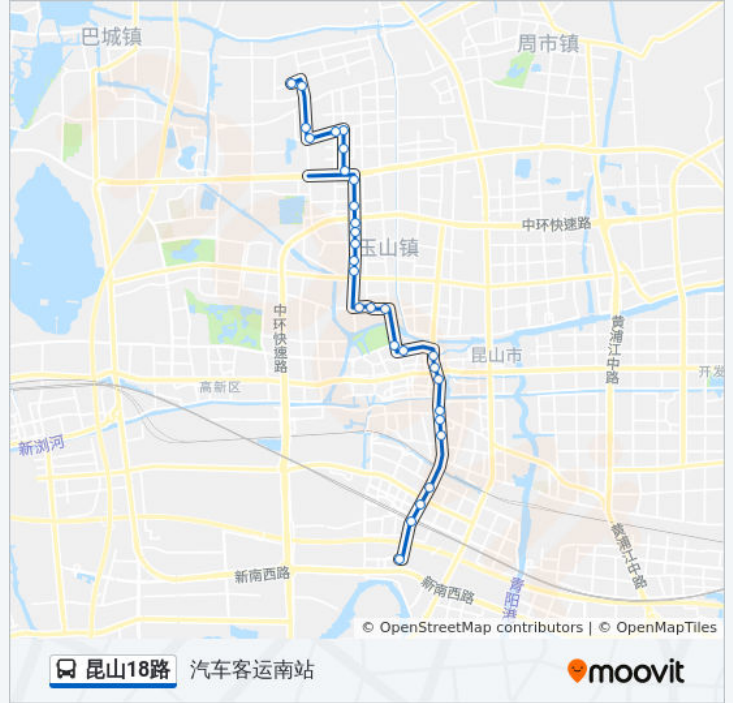 巴城镇
周市镇
中环快速路
玉山镇
中环快速路
黄浦江中路
昆山市
高新区
开发
新浏河
黄浦江中路
新南西路
新南西路
青阳港
© OpenStreetMap contributors | © OpenMapTiles
昆山18路 汽车客运南站
moovit